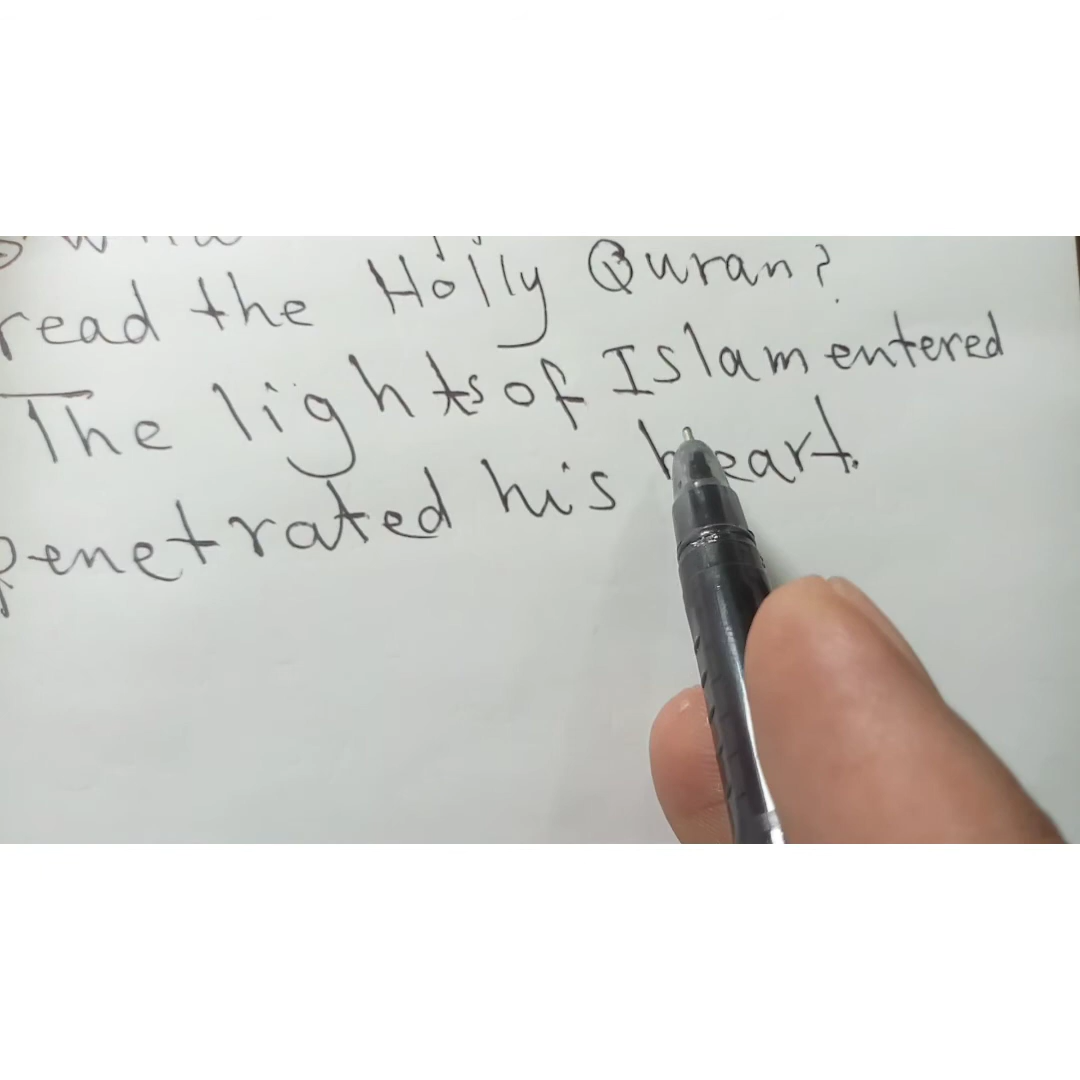 read the Holly Quran?
The lights of Islam entered
penetrated his heart.